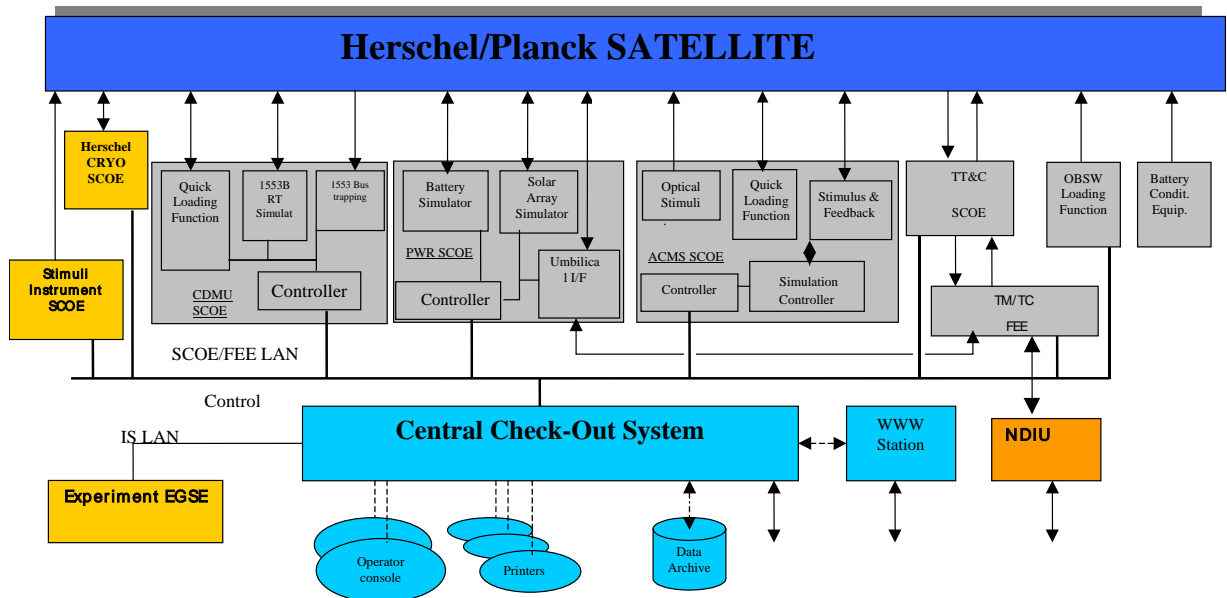 Herschel/Planck SATELLITE
Herschel
CRYO
SCOE
Stimuli
Instrument
SCOE
Quick
Loading
Function
1553B
RT
Simulat
1553 Bus
trapping
CDMU
SCOE
Controller
Battery
Simulator
Solar
Array
Simulator
PWR SCOE
Umbilica
l I/F
Controller
Optical
Stimuli
.
Quick
Loading
Function
Stimulus &
Feedback
ACMS SCOE
Controller
Simulation
Controller
TT&C
SCOE
OBSW
Loading
Function
Battery
Condit.
Equip.
TM/TC
FEE
SCOE/FEE LAN
Control
IS LAN
Central Check-Out System
WWW
Station
NDIU
Experiment EGSE
Operator
console
Printers
Data
Archive